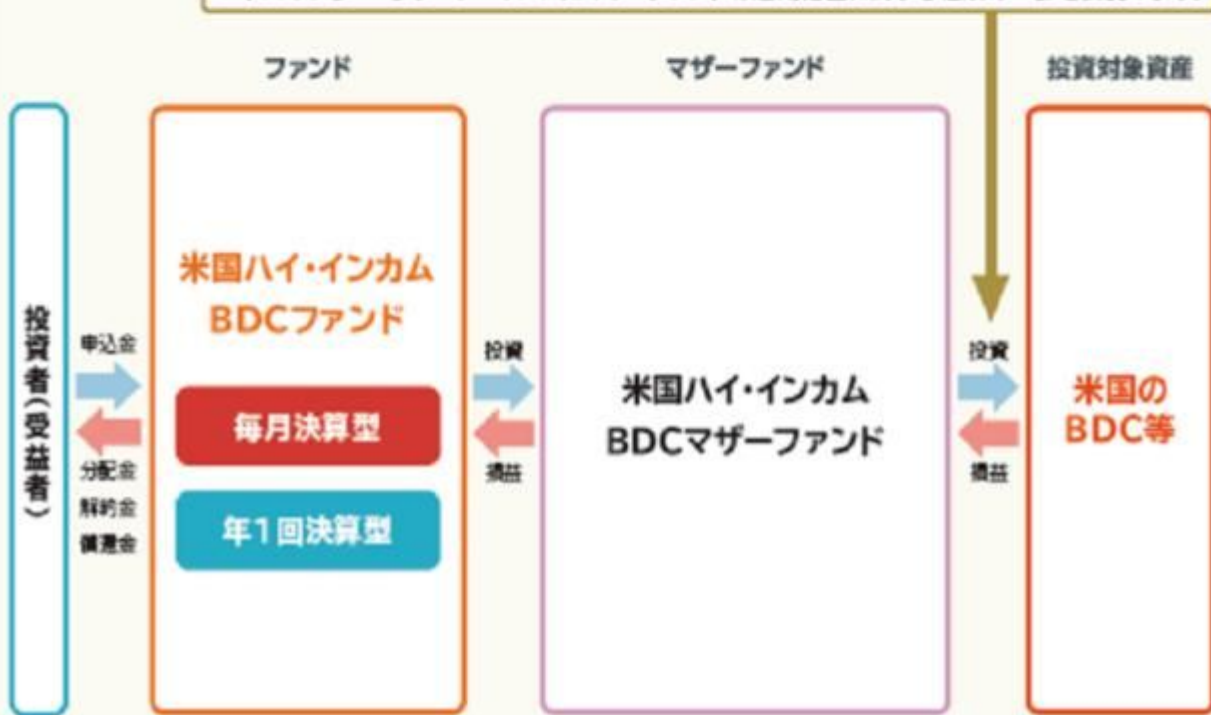 ファンド
マザーファンド
投資対象資産
投資者(受益者)
申込金
分配金
解約金
償還金
米国ハイ・インカム
BDCファンド
毎月決算型
年1回決算型
投資
損益
米国ハイ・インカム
BDCマザーファンド
投資
損益
米国の
BDC等